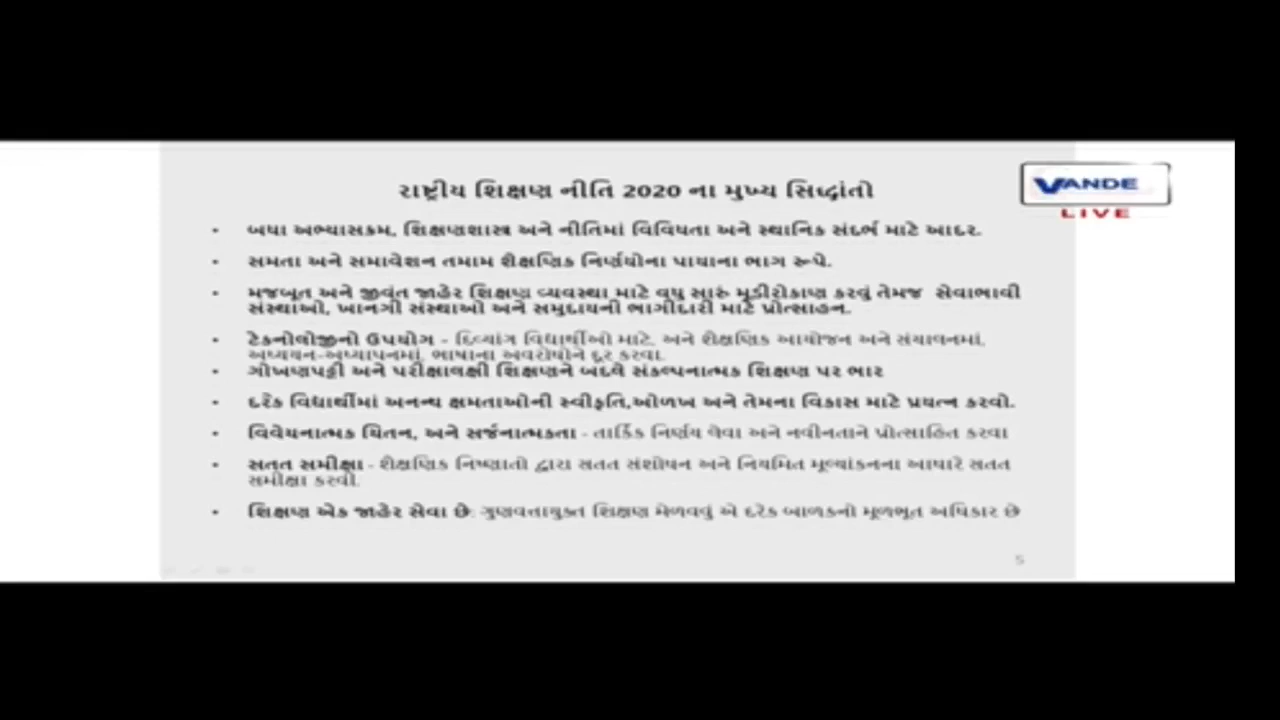 રાષ્ટ્રીય શિક્ષણ નીતિ 2020 ના મુખ્ય સિદ્ધાંતો
VANDE
LIVE
• બધા અભ્યાસક્રમ, શિક્ષણશાસ્ત્ર અને નીતિમાં વિવિધતા અને સ્થાનિક સંદર્ભ માટે આદર.
• સમતા અને સમાવેશન તમામ શૈક્ષણિક નિર્ણયોના પાયાના ભાગ રૂપે.
• મજબૂત અને જીવંત જાહેર શિક્ષણ વ્યવસ્થા માટે વધુ સારું મૂડીરોકાણ કરવું તેમજ સેવાભાવી
સંસ્થાઓ, ખાનગી સંસ્થાઓ અને સમુદાયની ભાગીદારી માટે પ્રોત્સાહન.
• ટેકનોલોજીનો ઉપયોગ - દિવ્યાંગ વિદ્યાર્થીઓ માટે, અને શૈક્ષણિક આયોજન અને સંચાલનમાં,
અધ્યયન-અધ્યાપનમાં, ભાષાના અવરોધોને દૂર કરવા.
• ગોખણપટ્ટી અને પરીક્ષાલક્ષી શિક્ષણને બદલે સંકલ્પનાત્મક શિક્ષણ પર ભાર
• દરેક વિદ્યાર્થીમાં અનન્ય ક્ષમતાઓની સ્વીકૃતિ,ઓળખ અને તેમના વિકાસ માટે પ્રયત્ન કરવો.
• વિવેચનાત્મક ચિંતન, અને સર્જનાત્મકતા - તાર્કિક નિર્ણય લેવા અને નવીનતાને પ્રોત્સાહિત કરવા
• સતત સમીક્ષા - શૈક્ષણિક નિષ્ણાતો દ્વારા સતત સંશોધન અને નિયમિત મૂલ્યાંકનના આધારે સતત
સમીક્ષા કરવી.
• શિક્ષણ એક જાહેર સેવા છે: ગુણવત્તાયુક્ત શિક્ષણ મેળવવું એ દરેક બાળકનો મૂળભૂત અધિકાર છે
5